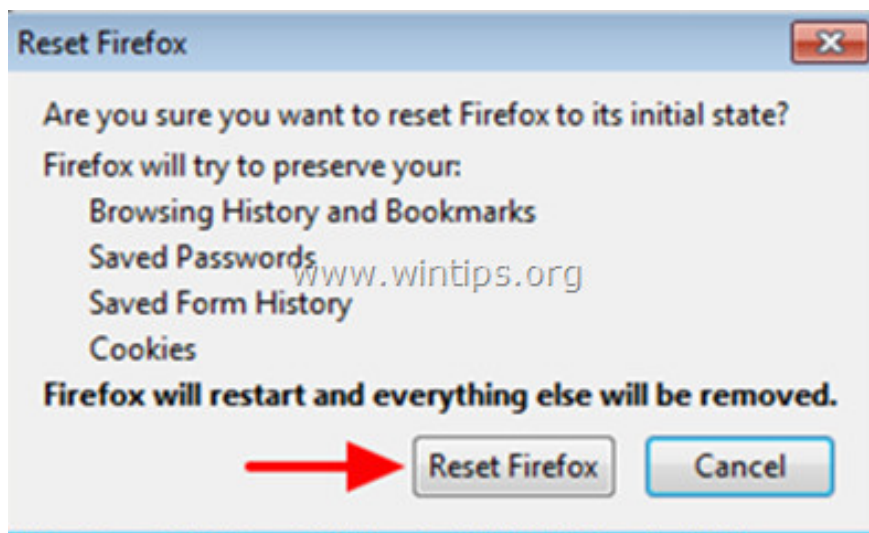 Reset Firefox
Are you sure you want to reset Firefox to its initial state?
Firefox will try to preserve your:
Browsing History and Bookmarks
Saved Passwords
www.wintips.org
Saved Form History
Cookies
Firefox will restart and everything else will be removed.
Reset Firefox Cancel